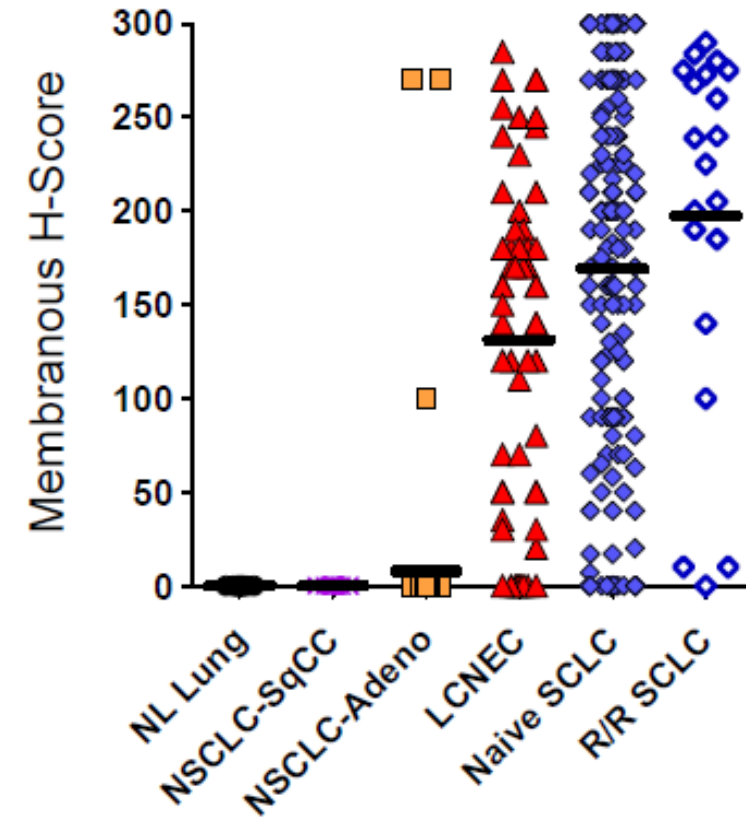 Membranous H-Score
300
250
200
150
100
50
0
NL Lung
NSCLC-SqCC
NSCLC-Adeno
LCNEC
Naive SCLC
R/R SCLC